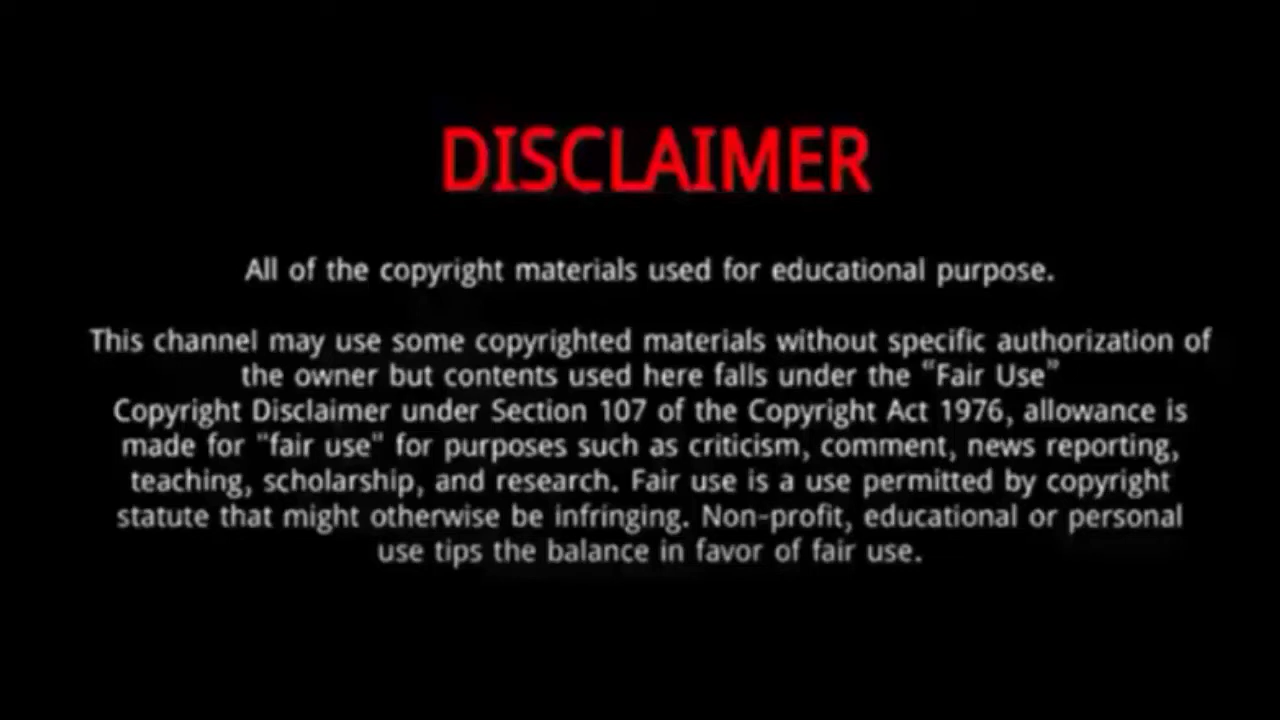 DISCLAIMER
All of the copyright materials used for educational purpose.
This channel may use some copyrighted materials without specific authorization of
the owner but contents used here falls under the “Fair Use”
Copyright Disclaimer under Section 107 of the Copyright Act 1976, allowance is
made for "fair use" for purposes such as criticism, comment, news reporting,
teaching, scholarship, and research. Fair use is a use permitted by copyright
statute that might otherwise be infringing. Non-profit, educational or personal
use tips the balance in favor of fair use.